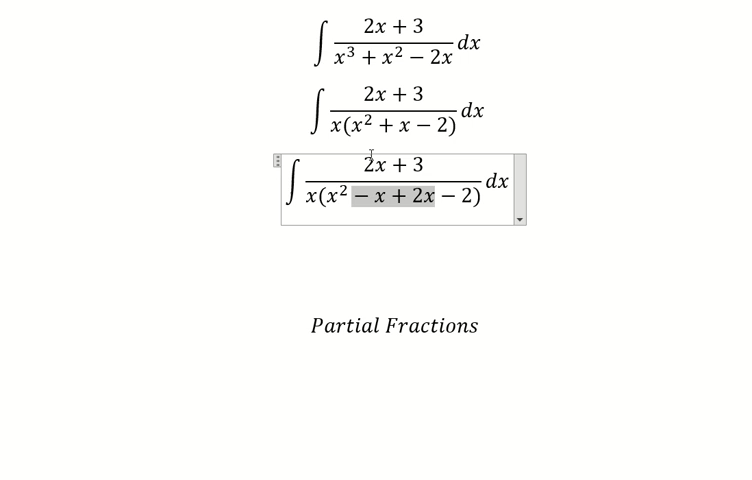 ∫ (2x + 3)/(x³ + x² − 2x) dx
∫ (2x + 3)/(x(x² + x − 2)) dx
∫ (2x + 3)/(x(x² − x + 2x − 2)) dx
Partial Fractions